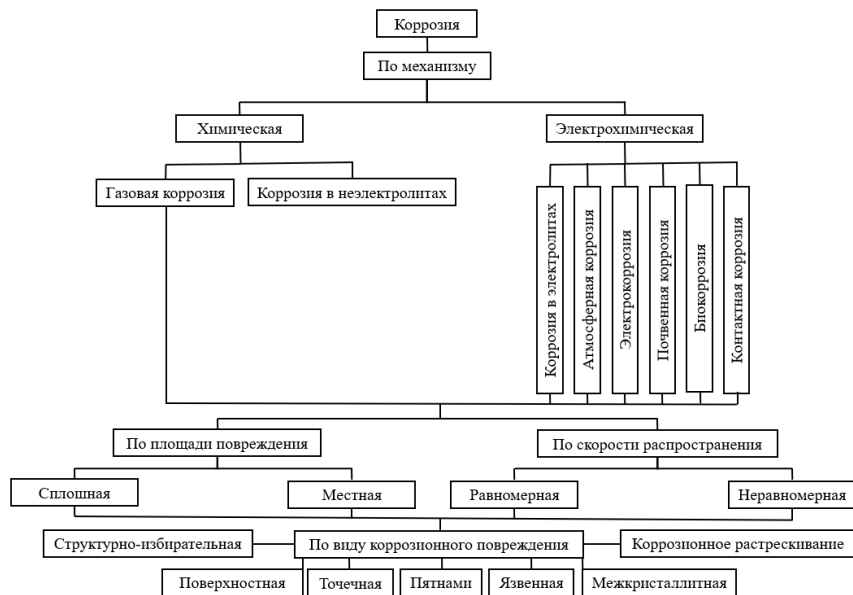 Коррозия
По механизму
Химическая
Электрохимическая
Газовая коррозия
Коррозия в неэлектролитах
Коррозия в электролитах
Атмосферная коррозия
Электрокоррозия
Почвенная коррозия
Биокоррозия
Контактная коррозия
По площади повреждения
По скорости распространения
Сплошная
Местная
Равномерная
Неравномерная
Структурно-избирательная
По виду коррозионного повреждения
Коррозионное растрескивание
Поверхностная
Точечная
Пятнами
Язвенная
Межкристаллитная